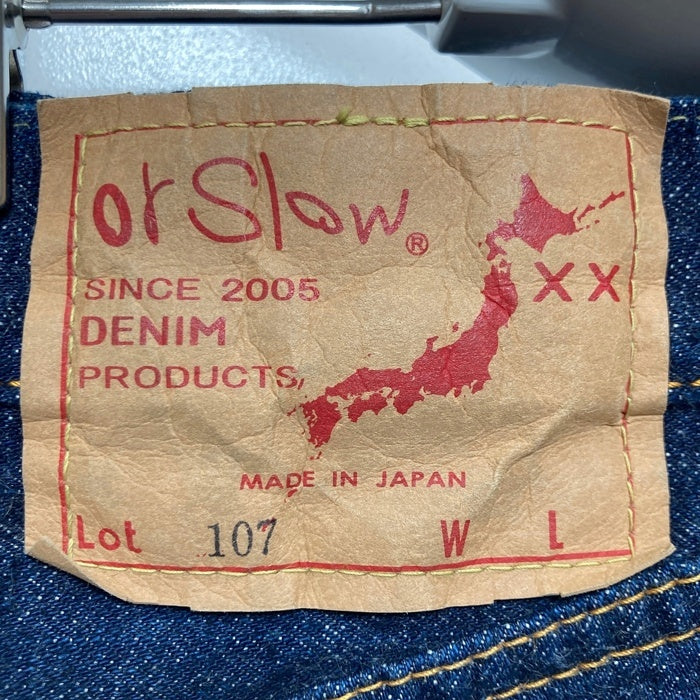 orSlow®
XX
SINCE 2005
DENIM
PRODUCTS,
MADE IN JAPAN
Lot 107 W L